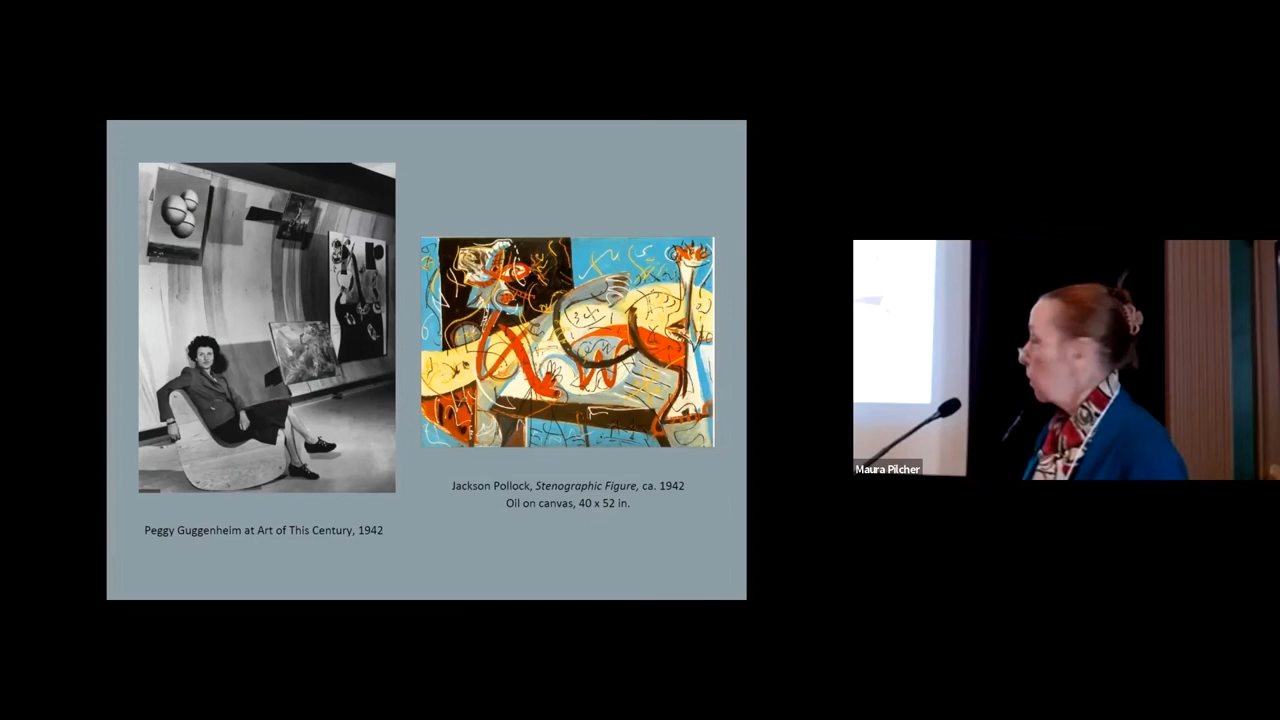 Jackson Pollock, Stenographic Figure, ca. 1942
Oil on canvas, 40 x 52 in.
Peggy Guggenheim at Art of This Century, 1942
Maura Pilcher